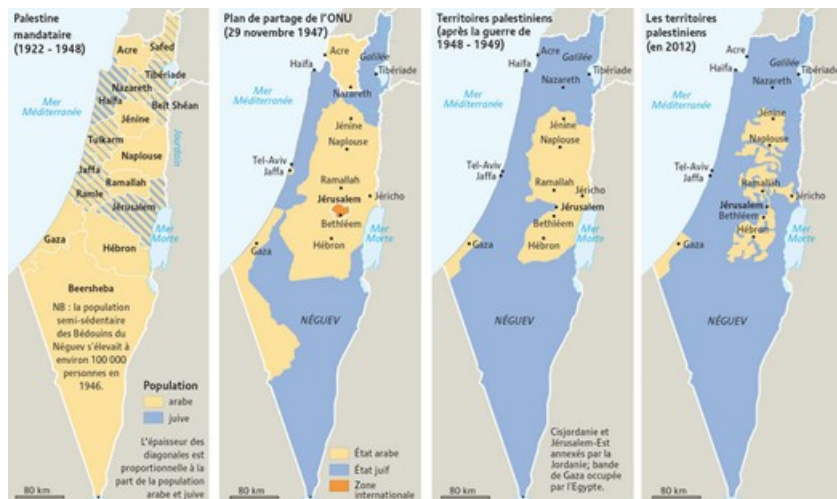 Palestine
mandataire
(1922 - 1948)
Safed
Acre
Tibériade
Nazareth
Haïfa
Beit Shéan
Mer
Méditerranée
Jénine
Tulkarm
Naplouse
Jourdain
Jaffa
Ramallah
Ramle
Jérusalem
Gaza
Hébron
Mer
Morte
Beersheba
NB : la population
semi-sédentaire
des Bédouins du
Néguev s'élevait à
environ 100 000
personnes en
1946.
Population
arabe
juive
L'épaisseur des
diagonales est
proportionnelle à la
part de la population
arabe et juive
80 km
Plan de partage de l'ONU
(29 novembre 1947)
Acre
Galilée
Haïfa
Tibériade
Nazareth
Mer
Méditerranée
Jénine
Naplouse
Tel-Aviv
Jaffa
Ramallah
Jéricho
Jérusalem
Bethléem
Gaza
Hébron
Mer
Morte
NÉGUEV
État arabe
État juif
Zone
internationale
80 km
Territoires palestiniens
(après la guerre de
1948 - 1949)
Acre
Galilée
Haïfa
Tibériade
Nazareth
Mer
Méditerranée
Jénine
Naplouse
Tel-Aviv
Jaffa
Ramallah
Jéricho
Jérusalem
Bethléem
Gaza
Hébron
Mer
Morte
NÉGUEV
Cisjordanie et
Jérusalem-Est
annexés par la
Jordanie; bande
de Gaza occupée
par l'Égypte.
80 km
Les territoires
palestiniens
(en 2012)
Acre
Galilée
Haïfa
Tibériade
Nazareth
Mer
Méditerranée
Jénine
Naplouse
Tel-Aviv
Jaffa
Ramallah
Jéricho
Jérusalem
Bethléem
Gaza
Hébron
Mer
Morte
NÉGUEV
80 km